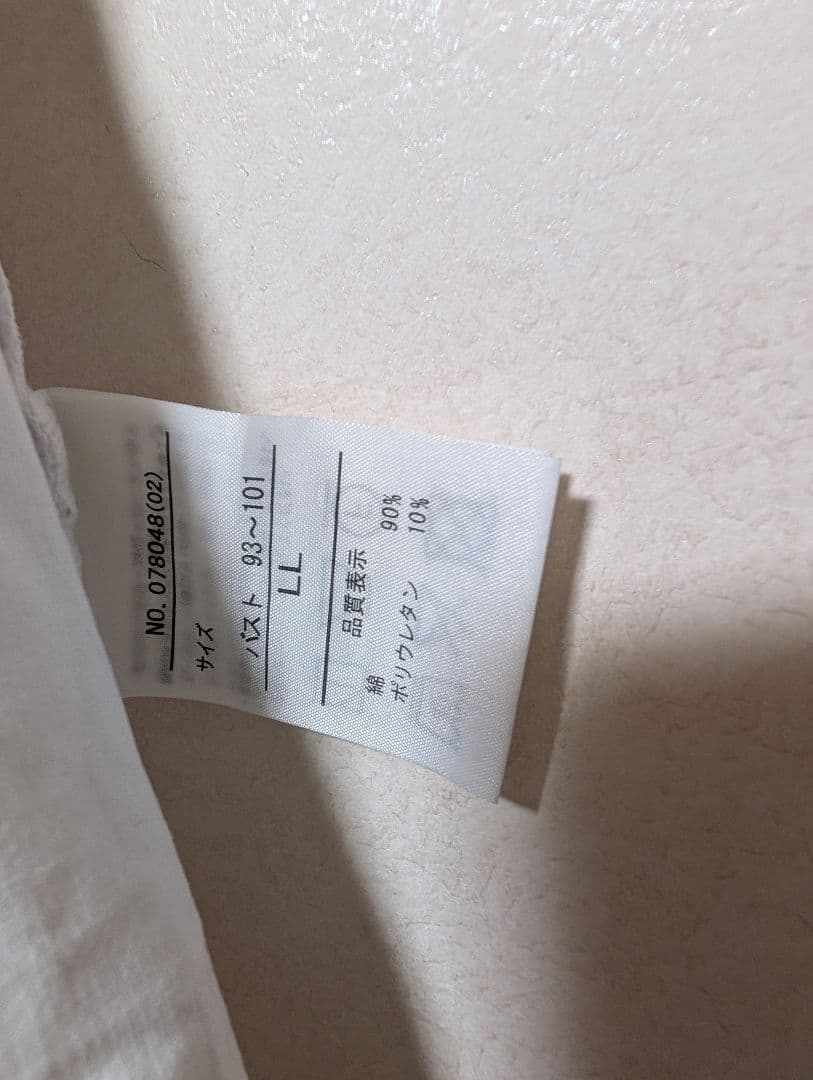 NO. 078048(02)
サイズ
バスト 93～101
LL
品質表示
綿 90%
ポリウレタン 10%